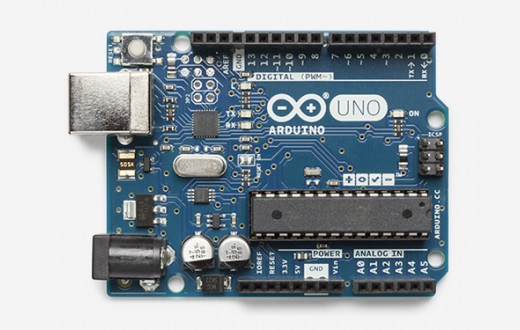 RESET
AREF
GND
13
12
~11
~10
~9
8
7
~6
~5
4
~3
2
TX→1
RX←0
DIGITAL (PWM~)
TX
RX
UNO
ARDUINO
ON
ICSP
ARDUINO.CC
IOREF
RESET
3.3V
5V
GND
Vin
POWER
ANALOG IN
A0
A1
A2
A3
A4
A5